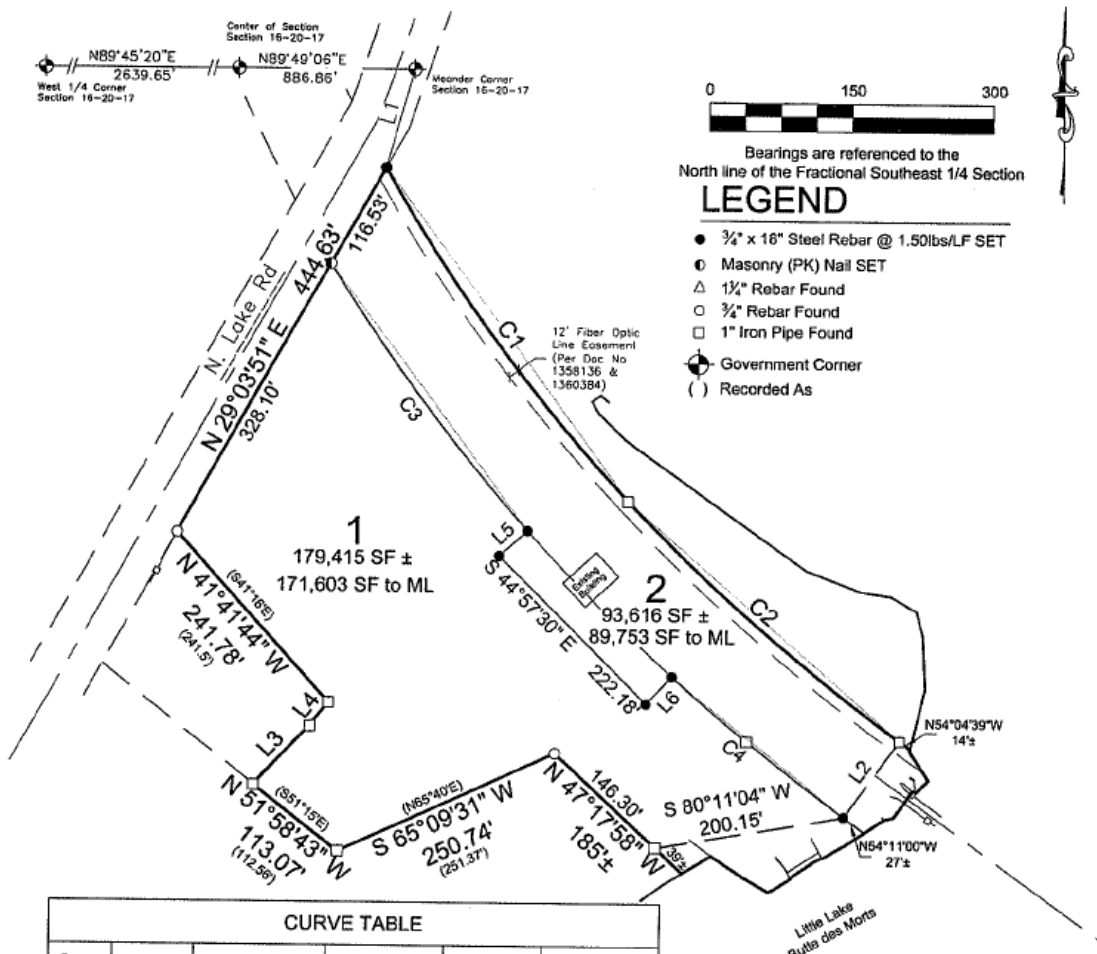 Center of Section
Section 16-20-17
N89°45'20"E
2639.65'
N89°49'06"E
886.86'
West 1/4 Corner
Section 16-20-17
Meander Corner
Section 16-20-17
L1
0 150 300
Bearings are referenced to the
North line of the Fractional Southeast 1/4 Section
LEGEND
¾" x 18" Steel Rebar @ 1.50lbs/LF SET
Masonry (PK) Nail SET
1¼" Rebar Found
¾" Rebar Found
1" Iron Pipe Found
Government Corner
( ) Recorded As
116.53'
444.63'
N. Lake Rd
N 29°03'51" E
328.10'
C1
12' Fiber Optic
Line Easement
(Per Doc No
1358136 &
1360384)
C3
L5
1
179,415 SF ±
171,603 SF to ML
Existing
Building
2
93,616 SF ±
89,753 SF to ML
C2
S 44°57'30" E
222.18'
L6
(S41°16'E)
N 41°41'44" W
241.78'
(241.5')
L4
L3
C4
L2
N54°04'39"W
14'±
(S51°15'E)
N 51°58'43" W
113.07'
(112.56')
(N65°40'E)
S 65°09'31" W
250.74'
(251.37')
146.30'
N 47°17'58" W
185'±
39'±
S 80°11'04" W
200.15'
N54°11'00"W
27'±
Little Lake
Butte des Morts
CURVE TABLE